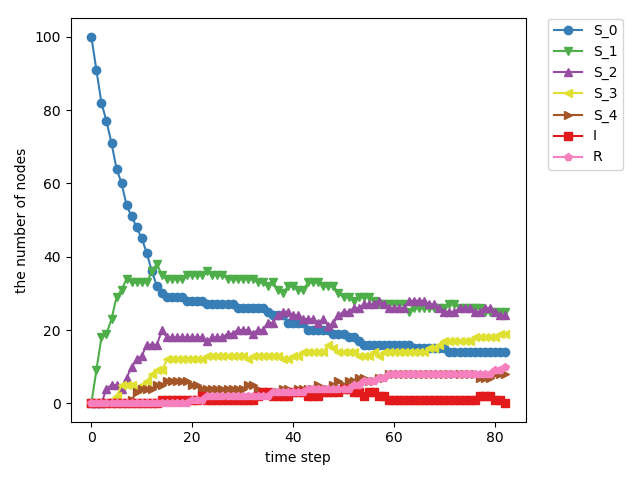 100
80
60
40
20
0
the number of nodes
0 20 40 60 80
time step
S_0
S_1
S_2
S_3
S_4
I
R